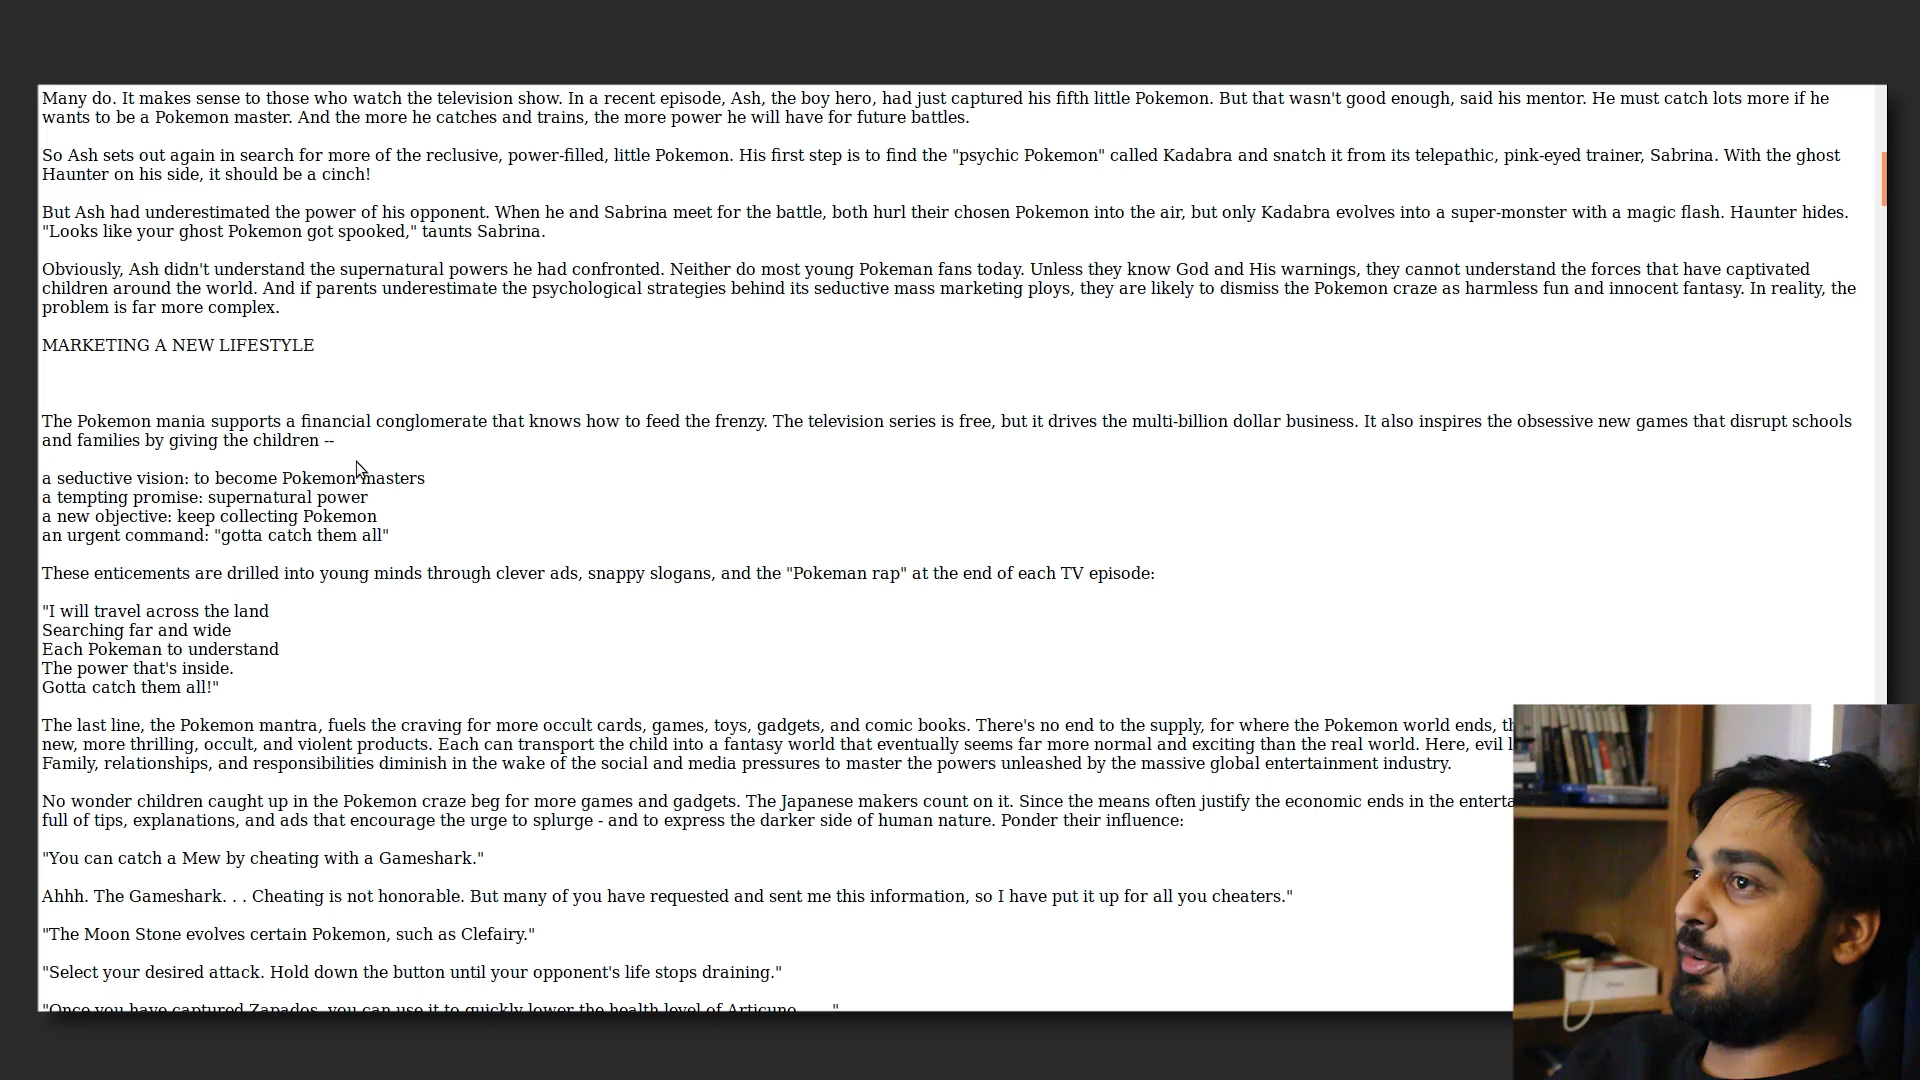 Many do. It makes sense to those who watch the television show. In a recent episode, Ash, the boy hero, had just captured his fifth little Pokemon. But that wasn't good enough, said his mentor. He must catch lots more if he
wants to be a Pokemon master. And the more he catches and trains, the more power he will have for future battles.
So Ash sets out again in search for more of the reclusive, power-filled, little Pokemon. His first step is to find the "psychic Pokemon" called Kadabra and snatch it from its telepathic, pink-eyed trainer, Sabrina. With the ghost
Haunter on his side, it should be a cinch!
But Ash had underestimated the power of his opponent. When he and Sabrina meet for the battle, both hurl their chosen Pokemon into the air, but only Kadabra evolves into a super-monster with a magic flash. Haunter hides.
"Looks like your ghost Pokemon got spooked," taunts Sabrina.
Obviously, Ash didn't understand the supernatural powers he had confronted. Neither do most young Pokeman fans today. Unless they know God and His warnings, they cannot understand the forces that have captivated
children around the world. And if parents underestimate the psychological strategies behind its seductive mass marketing ploys, they are likely to dismiss the Pokemon craze as harmless fun and innocent fantasy. In reality, the
problem is far more complex.
MARKETING A NEW LIFESTYLE
The Pokemon mania supports a financial conglomerate that knows how to feed the frenzy. The television series is free, but it drives the multi-billion dollar business. It also inspires the obsessive new games that disrupt schools
and families by giving the children --
a seductive vision: to become Pokemon masters
a tempting promise: supernatural power
a new objective: keep collecting Pokemon
an urgent command: "gotta catch them all"
These enticements are drilled into young minds through clever ads, snappy slogans, and the "Pokeman rap" at the end of each TV episode:
"I will travel across the land
Searching far and wide
Each Pokeman to understand
The power that's inside.
Gotta catch them all!"
The last line, the Pokemon mantra, fuels the craving for more occult cards, games, toys, gadgets, and comic books. There's no end to the supply, for where the Pokemon world ends,
new, more thrilling, occult, and violent products. Each can transport the child into a fantasy world that eventually seems far more normal and exciting than the real world. Here, evil
Family, relationships, and responsibilities diminish in the wake of the social and media pressures to master the powers unleashed by the massive global entertainment industry.
No wonder children caught up in the Pokemon craze beg for more games and gadgets. The Japanese makers count on it. Since the means often justify the economic ends in the
full of tips, explanations, and ads that encourage the urge to splurge - and to express the darker side of human nature. Ponder their influence:
"You can catch a Mew by cheating with a Gameshark."
Ahhh. The Gameshark. . . Cheating is not honorable. But many of you have requested and sent me this information, so I have put it up for all you cheaters."
"The Moon Stone evolves certain Pokemon, such as Clefairy."
"Select your desired attack. Hold down the button until your opponent's life stops draining."
"Once you have captured Zapados, you can use it to quickly lower the health level of Articuno. . . ."